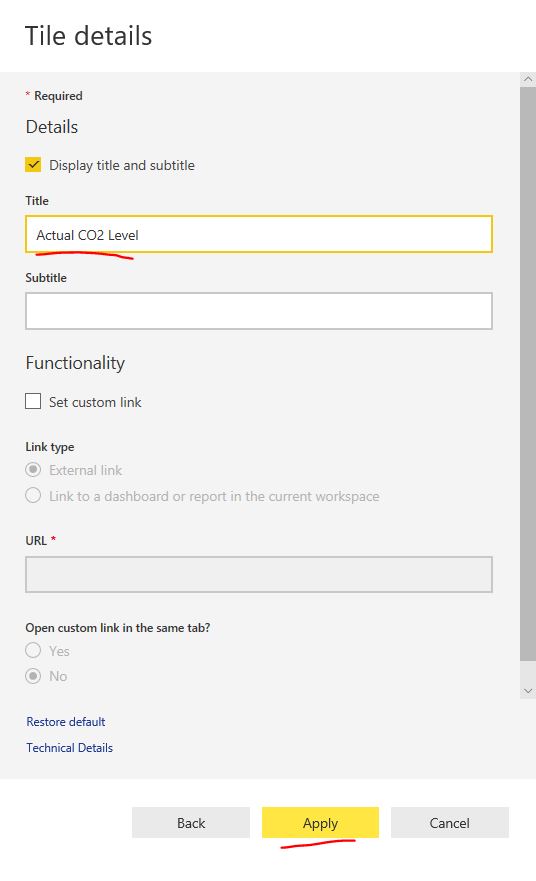 Tile details
* Required
Details
Display title and subtitle
Title
Actual CO2 Level
Subtitle
Functionality
Set custom link
Link type
External link
Link to a dashboard or report in the current workspace
URL *
Open custom link in the same tab?
Yes
No
Restore default
Technical Details
Back Apply Cancel